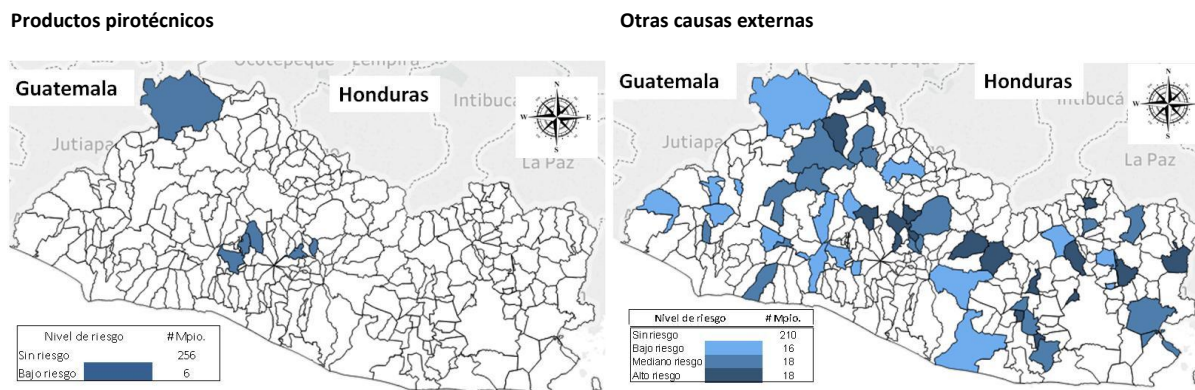 Productos pirotécnicos
Guatemala
Honduras
Ocotepeque
Lempira
Intibucá
Jutiapa
La Paz
N
W
E
S
Nivel de riesgo # Mpio.
Sin riesgo 256
Bajo riesgo 6
Otras causas externas
Guatemala
Honduras
Intibucá
Jutiapa
La Paz
N
W
E
S
Nivel de riesgo # Mpio.
Sin riesgo 210
Bajo riesgo 16
Mediano riesgo 18
Alto riesgo 18